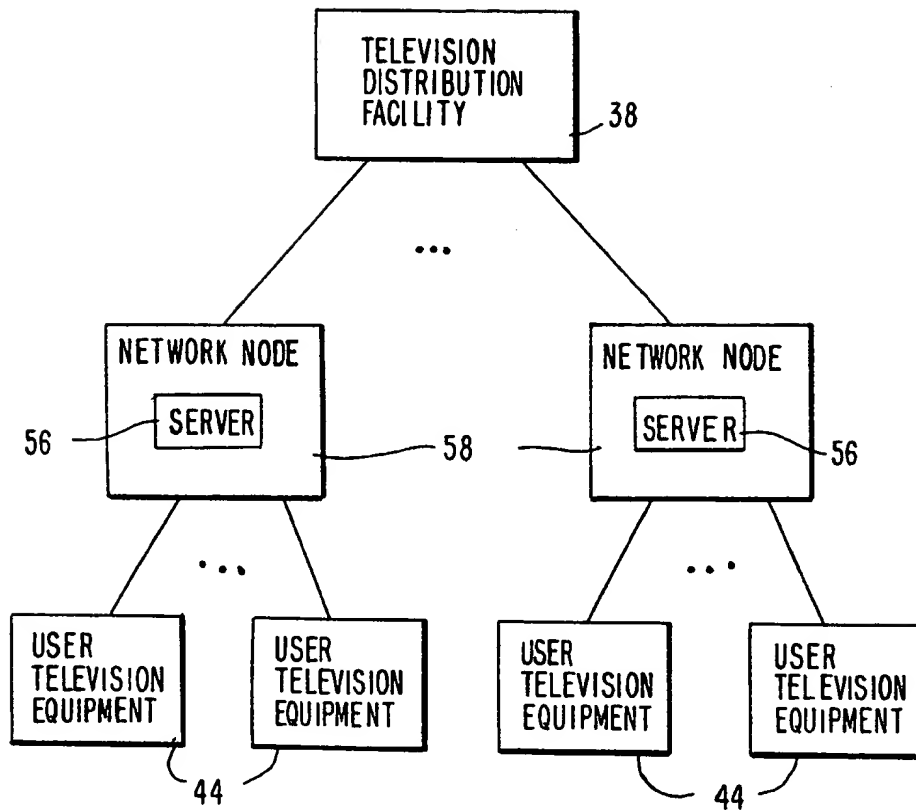 TELEVISION
DISTRIBUTION
FACILITY
38
NETWORK NODE
SERVER
56
58
NETWORK NODE
SERVER
56
USER
TELEVISION
EQUIPMENT
USER
TELEVISION
EQUIPMENT
44
USER
TELEVISION
EQUIPMENT
USER
TELEVISION
EQUIPMENT
44